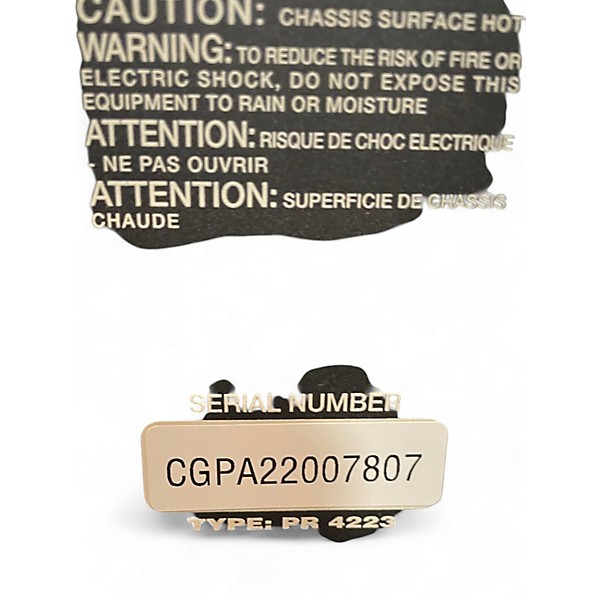 CAUTION: CHASSIS SURFACE HOT
WARNING: TO REDUCE THE RISK OF FIRE OR
ELECTRIC SHOCK, DO NOT EXPOSE THIS
EQUIPMENT TO RAIN OR MOISTURE
ATTENTION: RISQUE DE CHOC ELECTRIQUE
- NE PAS OUVRIR
ATTENTION: SUPERFICIE DE CHASSIS
CHAUDE
SERIAL NUMBER
CGPA22007807
TYPE: PR 4223